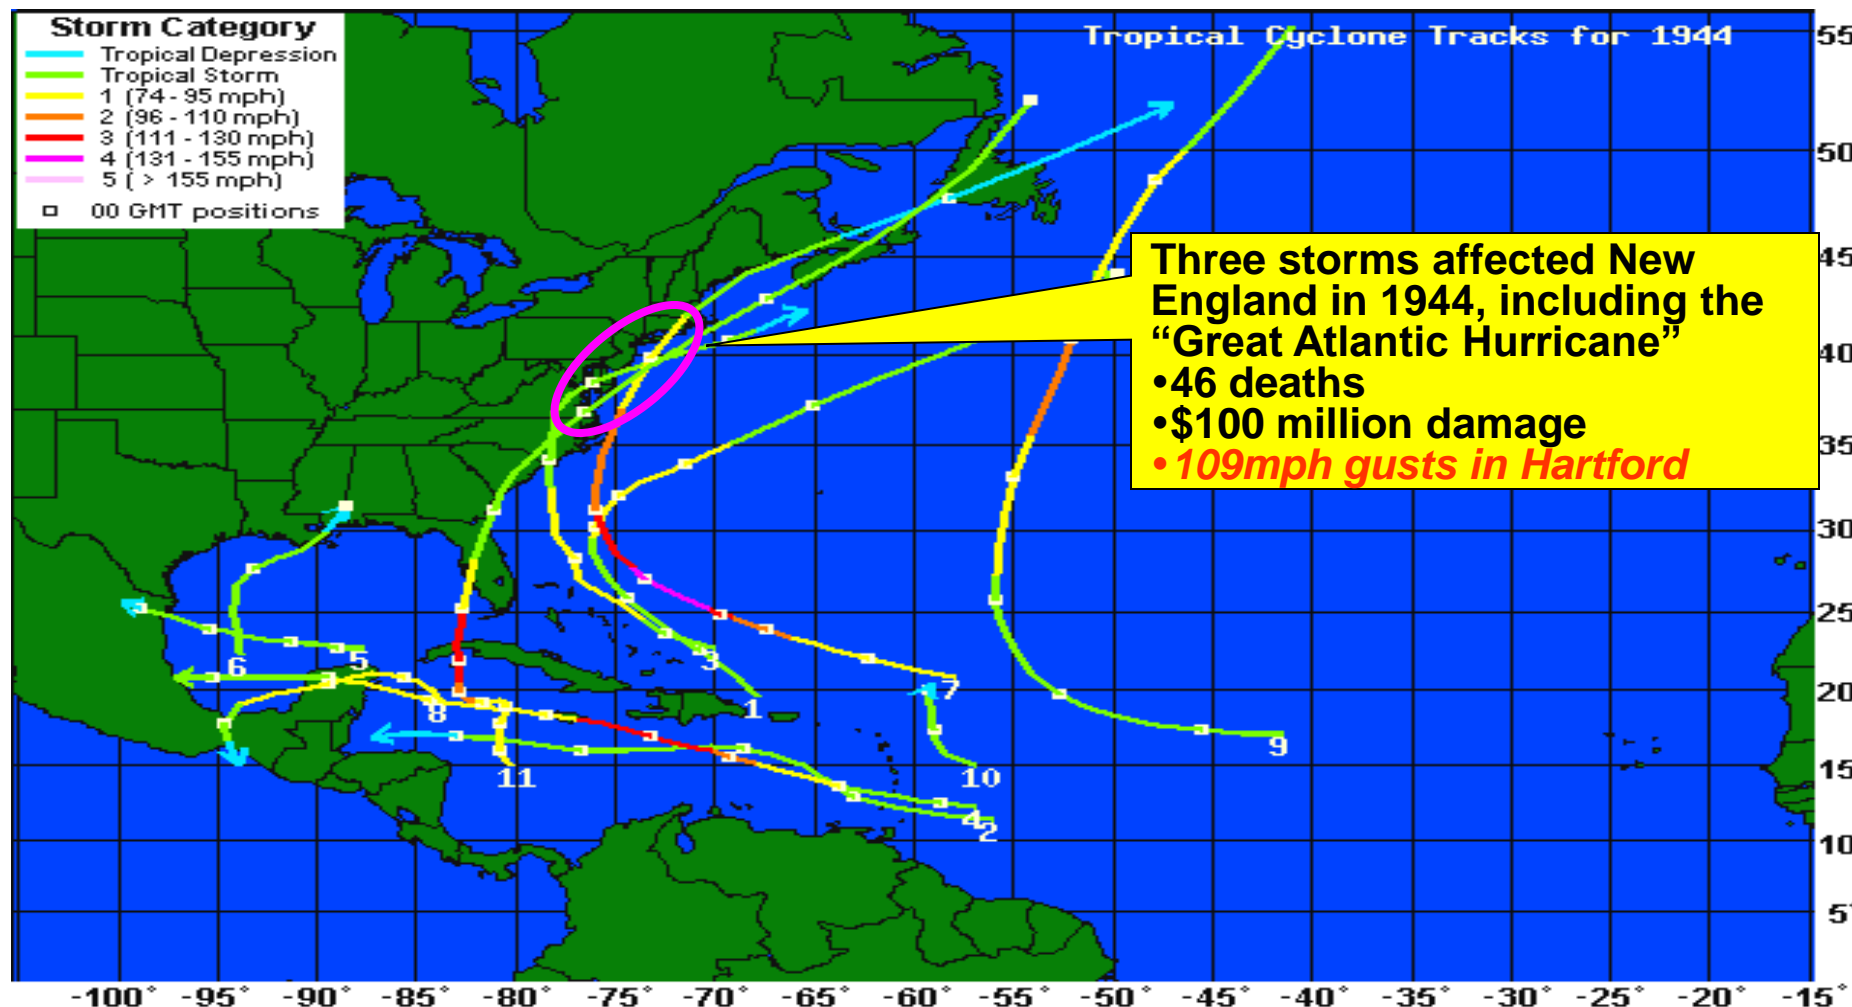 Storm Category
Tropical Depression
Tropical Storm
1 (74 - 95 mph)
2 (96 - 110 mph)
3 (111 - 130 mph)
4 (131 - 155 mph)
5 ( > 155 mph)
00 GMT positions
Tropical Cyclone Tracks for 1944
Three storms affected New
England in 1944, including the
“Great Atlantic Hurricane”
•46 deaths
•$100 million damage
•109mph gusts in Hartford
55
50
45
40
35
30
25
20
15
10
5°
6
5
3
7
8
1
9
11
10
4
2
-100° -95° -90° -85° -80° -75° -70° -65° -60° -55° -50° -45° -40° -35° -30° -25° -20° -15°